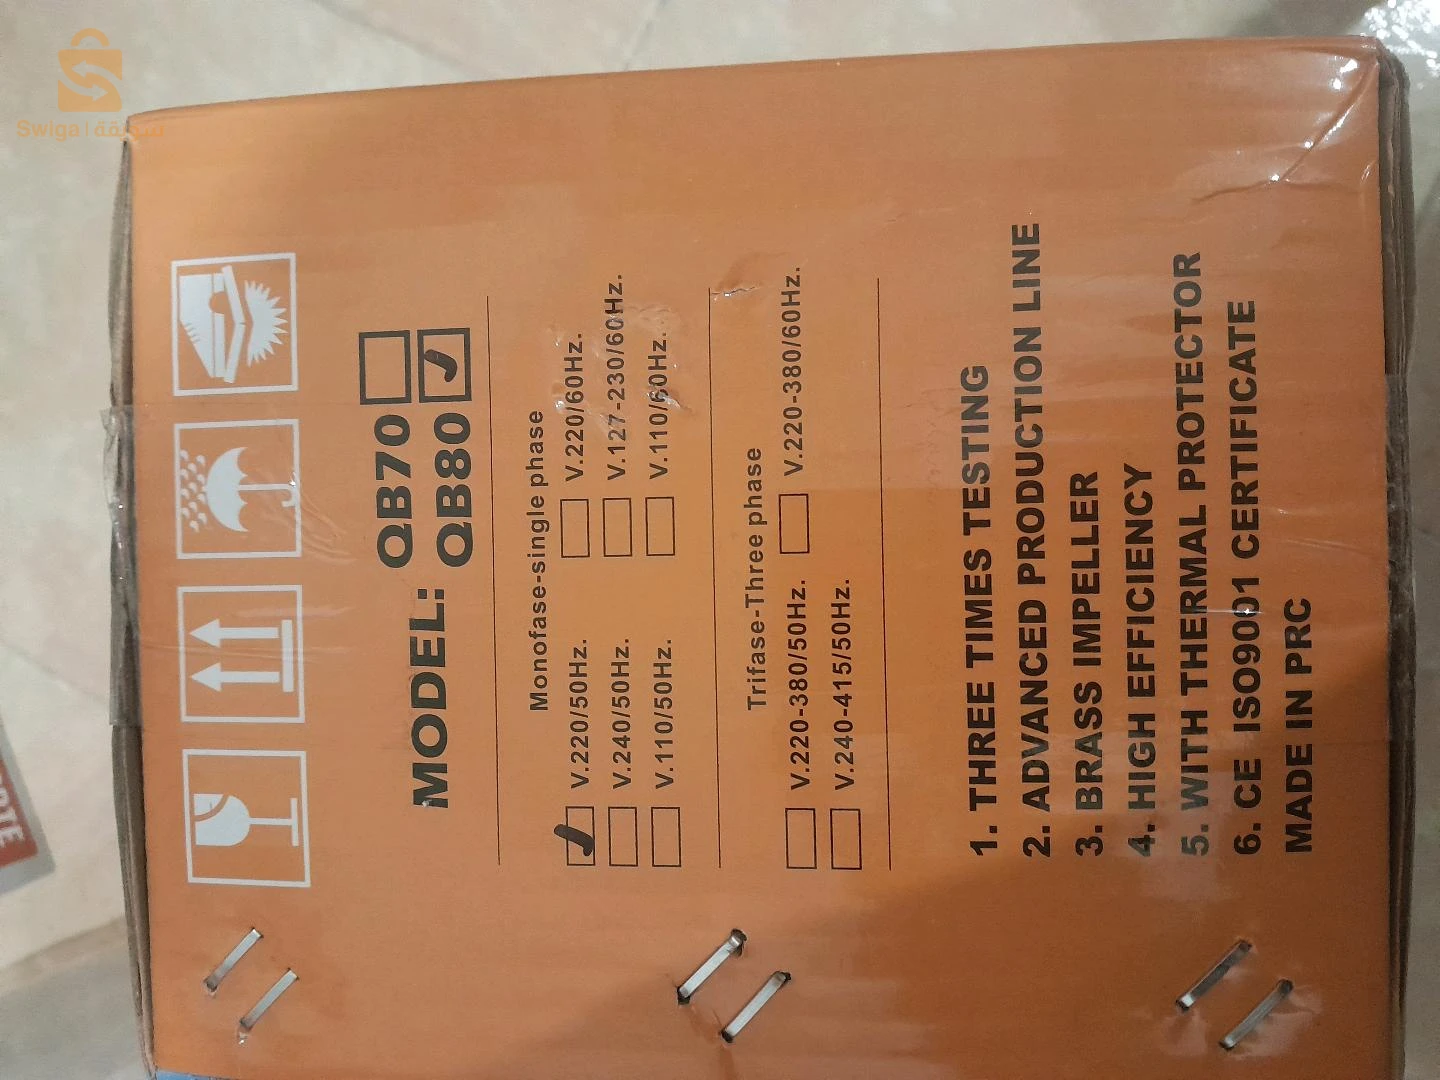 Swiga | سويقة
MODEL: QB70
QB80
Monofase-single phase
V.220/50Hz. V.220/60Hz.
V.240/50Hz. V.127-230/60Hz.
V.110/50Hz. V.110/60Hz.
Trifase-Three phase
V.220-380/50Hz. V.220-380/60Hz.
V.240-415/50Hz.
1. THREE TIMES TESTING
2. ADVANCED PRODUCTION LINE
3. BRASS IMPELLER
4. HIGH EFFICIENCY
5. WITH THERMAL PROTECTOR
6. CE ISO9001 CERTIFICATE
MADE IN PRC